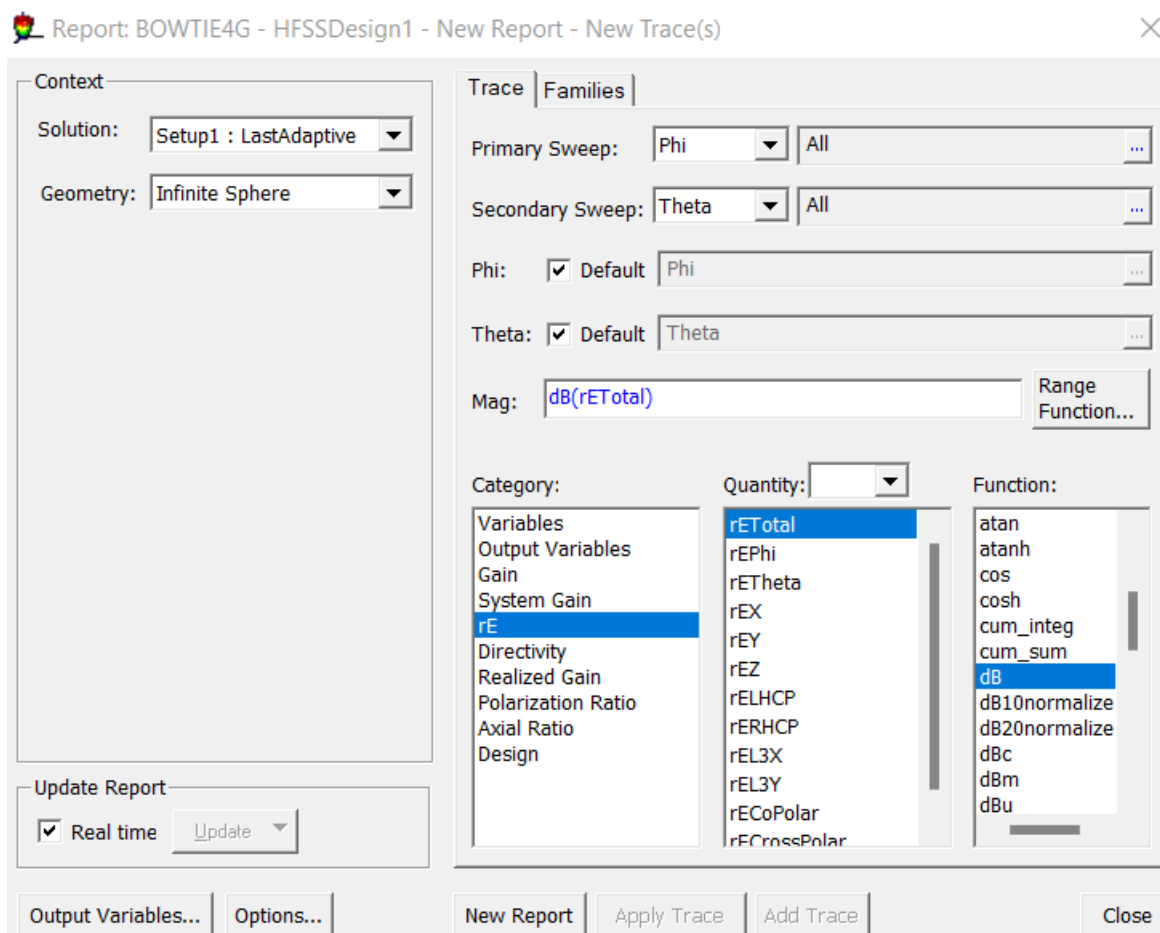 Report: BOWTIE4G - HFSSDesign1 - New Report - New Trace(s)
Context
Solution: Setup1 : LastAdaptive
Geometry: Infinite Sphere
Update Report
Real time Update
Output Variables... Options...
Trace Families
Primary Sweep: Phi All ...
Secondary Sweep: Theta All ...
Phi: Default Phi ...
Theta: Default Theta ...
Mag: dB(rETotal) Range
Function...
Category:
Variables
Output Variables
Gain
System Gain
rE
Directivity
Realized Gain
Polarization Ratio
Axial Ratio
Design
Quantity:
rETotal
rEPhi
rETheta
rEX
rEY
rEZ
rELHCP
rERHCP
rEL3X
rEL3Y
rECoPolar
rECrossPolar
Function:
atan
atanh
cos
cosh
cum_integ
cum_sum
dB
dB10normalize
dB20normalize
dBc
dBm
dBu
New Report Apply Trace Add Trace Close